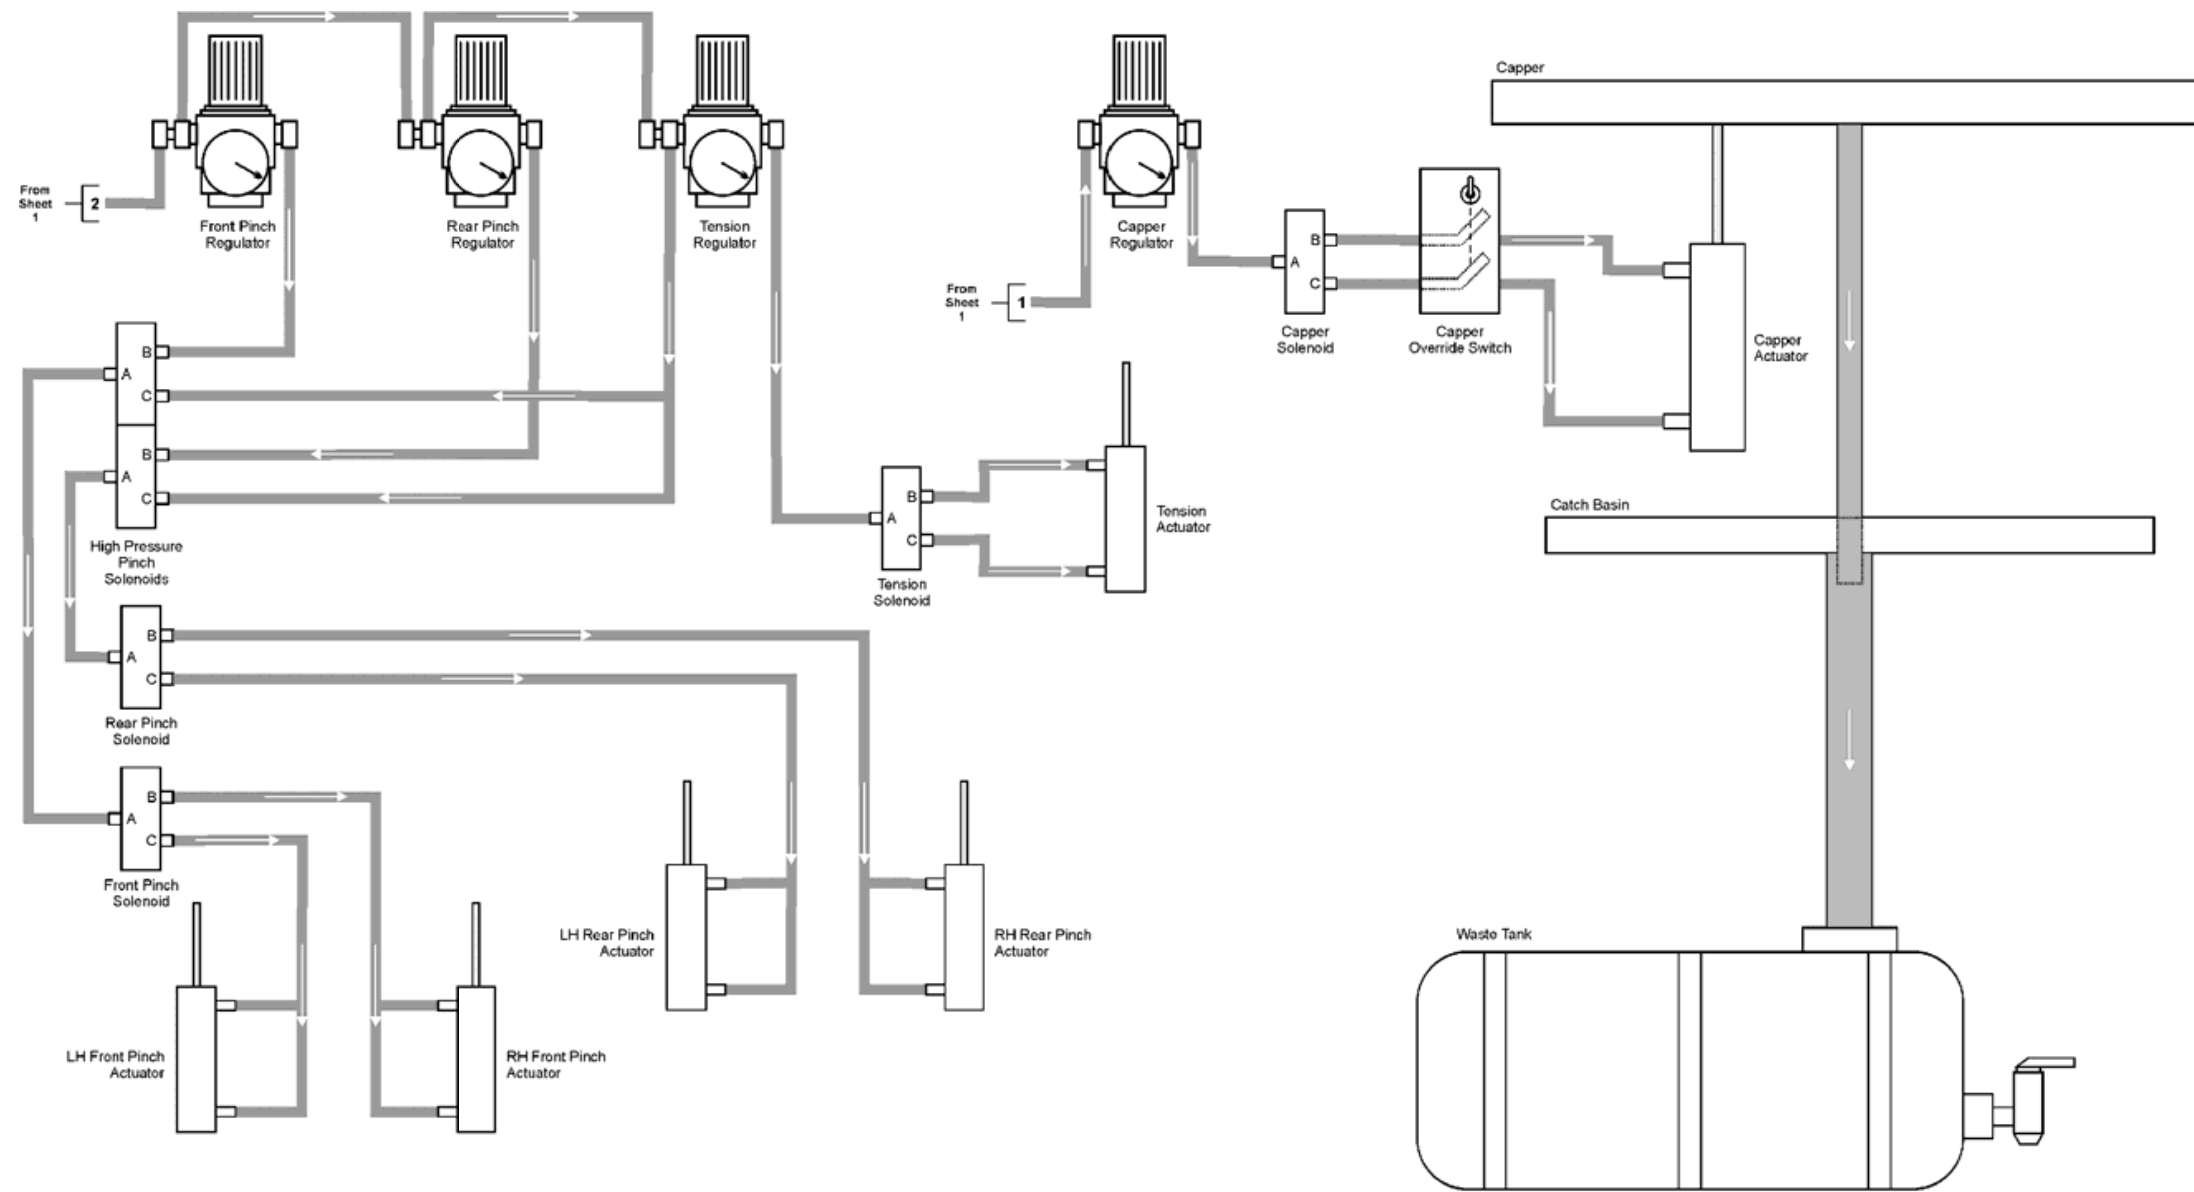 Capper
From
Sheet
1
2
Front Pinch
Regulator
Rear Pinch
Regulator
Tension
Regulator
Capper
Regulator
From
Sheet
1
1
B
A
C
Capper
Solenoid
Capper
Override Switch
Capper
Actuator
B
A
C
B
A
C
High Pressure
Pinch
Solenoids
B
A
C
Tension
Solenoid
Tension
Actuator
Catch Basin
B
A
C
Rear Pinch
Solenoid
B
A
C
Front Pinch
Solenoid
LH Rear Pinch
Actuator
RH Rear Pinch
Actuator
LH Front Pinch
Actuator
RH Front Pinch
Actuator
Waste Tank